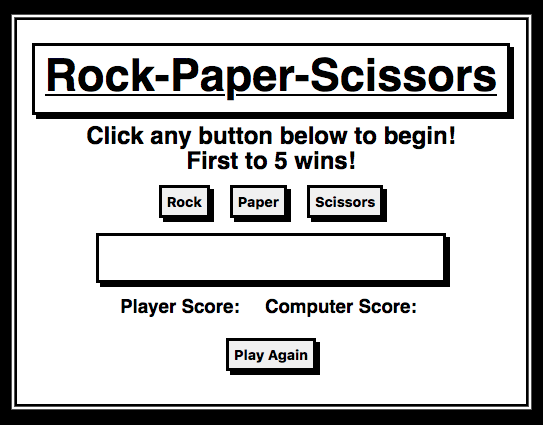 Rock-Paper-Scissors
Click any button below to begin!
First to 5 wins!
Rock Paper Scissors
Player Score: Computer Score:
Play Again